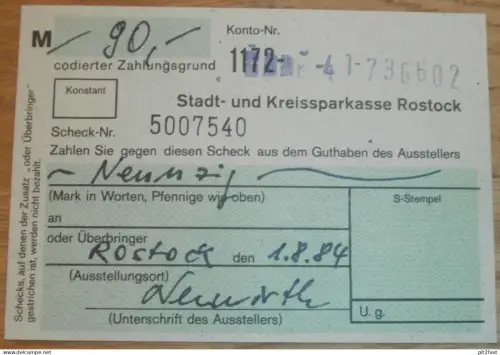 M 90,-
Konto-Nr.
codierter Zahlungsgrund
1172- 41-736602
Konstant
Stadt- und Kreissparkasse Rostock
Scheck-Nr. 5007540
Zahlen Sie gegen diesen Scheck aus dem Guthaben des Ausstellers
Neunzig
(Mark in Worten, Pfennige wie oben)
S-Stempel
an
oder Überbringer
Rostock den 1.8.84
(Ausstellungsort)
(Unterschrift des Ausstellers)
U. g.
Schecks, auf denen der Zusatz „oder Überbringer"
gestrichen ist, werden nicht bezahlt.